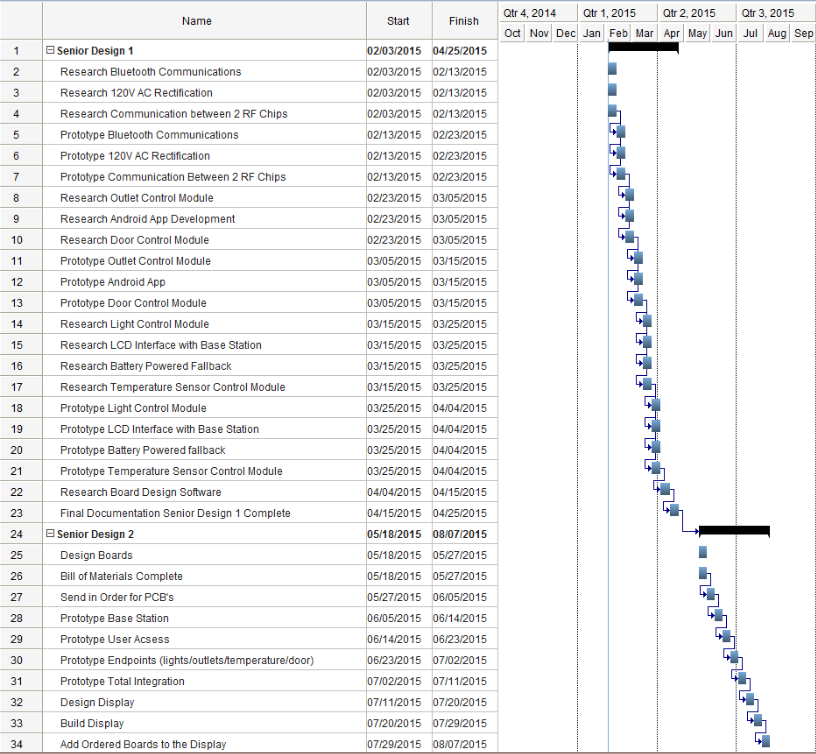 Name Start Finish Qtr 4, 2014 Qtr 1, 2015 Qtr 2, 2015 Qtr 3, 2015
Oct Nov Dec Jan Feb Mar Apr May Jun Jul Aug Sep
1 Senior Design 1 02/03/2015 04/25/2015
2 Research Bluetooth Communications 02/03/2015 02/13/2015
3 Research 120V AC Rectification 02/03/2015 02/13/2015
4 Research Communication between 2 RF Chips 02/03/2015 02/13/2015
5 Prototype Bluetooth Communications 02/13/2015 02/23/2015
6 Prototype 120V AC Rectification 02/13/2015 02/23/2015
7 Prototype Communication Between 2 RF Chips 02/13/2015 02/23/2015
8 Research Outlet Control Module 02/23/2015 03/05/2015
9 Research Android App Development 02/23/2015 03/05/2015
10 Research Door Control Module 02/23/2015 03/05/2015
11 Prototype Outlet Control Module 03/05/2015 03/15/2015
12 Prototype Android App 03/05/2015 03/15/2015
13 Prototype Door Control Module 03/05/2015 03/15/2015
14 Research Light Control Module 03/15/2015 03/25/2015
15 Research LCD Interface with Base Station 03/15/2015 03/25/2015
16 Research Battery Powered Fallback 03/15/2015 03/25/2015
17 Research Temperature Sensor Control Module 03/15/2015 03/25/2015
18 Prototype Light Control Module 03/25/2015 04/04/2015
19 Prototype LCD Interface with Base Station 03/25/2015 04/04/2015
20 Prototype Battery Powered fallback 03/25/2015 04/04/2015
21 Prototype Temperature Sensor Control Module 03/25/2015 04/04/2015
22 Research Board Design Software 04/04/2015 04/15/2015
23 Final Documentation Senior Design 1 Complete 04/15/2015 04/25/2015
24 Senior Design 2 05/18/2015 08/07/2015
25 Design Boards 05/18/2015 05/27/2015
26 Bill of Materials Complete 05/18/2015 05/27/2015
27 Send in Order for PCB's 05/27/2015 06/05/2015
28 Prototype Base Station 06/05/2015 06/14/2015
29 Prototype User Acsess 06/14/2015 06/23/2015
30 Prototype Endpoints (lights/outlets/temperature/door) 06/23/2015 07/02/2015
31 Prototype Total Integration 07/02/2015 07/11/2015
32 Design Display 07/11/2015 07/20/2015
33 Build Display 07/20/2015 07/29/2015
34 Add Ordered Boards to the Display 07/29/2015 08/07/2015